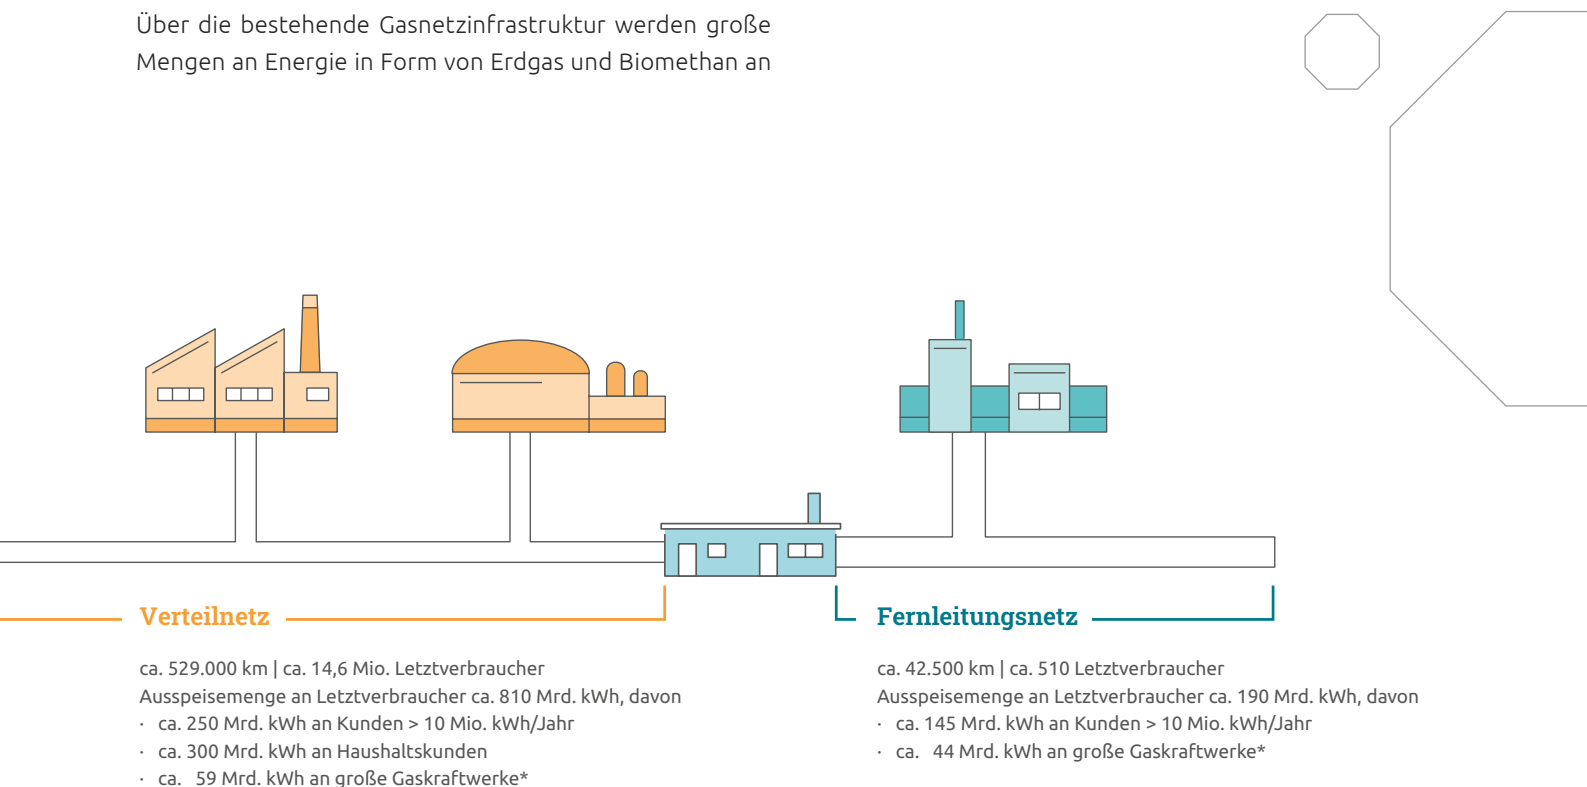 Über die bestehende Gasnetzinfrastruktur werden große
Mengen an Energie in Form von Erdgas und Biomethan an
Verteilnetz
ca. 529.000 km | ca. 14,6 Mio. Letztverbraucher
Ausspeisemenge an Letztverbraucher ca. 810 Mrd. kWh, davon
· ca. 250 Mrd. kWh an Kunden > 10 Mio. kWh/Jahr
· ca. 300 Mrd. kWh an Haushaltskunden
· ca. 59 Mrd. kWh an große Gaskraftwerke*
Fernleitungsnetz
ca. 42.500 km | ca. 510 Letztverbraucher
Ausspeisemenge an Letztverbraucher ca. 190 Mrd. kWh, davon
· ca. 145 Mrd. kWh an Kunden > 10 Mio. kWh/Jahr
· ca. 44 Mrd. kWh an große Gaskraftwerke*